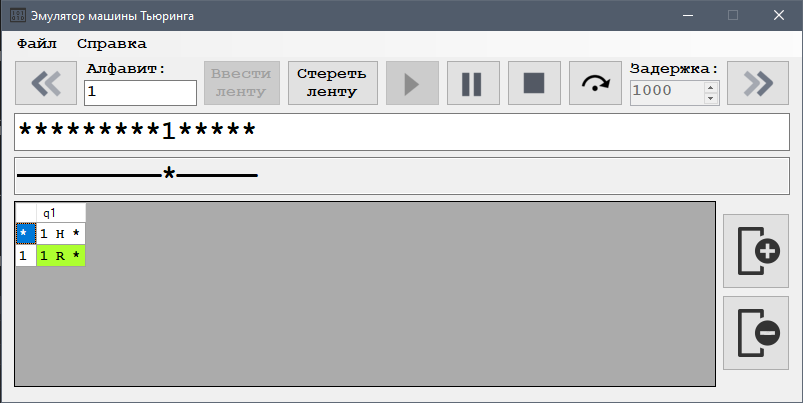 Эмулятор машины Тьюринга
Файл Справка
Алфавит:
1
Ввести
ленту
Стереть
ленту
Задержка:
1000
*********1*****
—————————*—————
q1
* 1 H *
1 1 R *